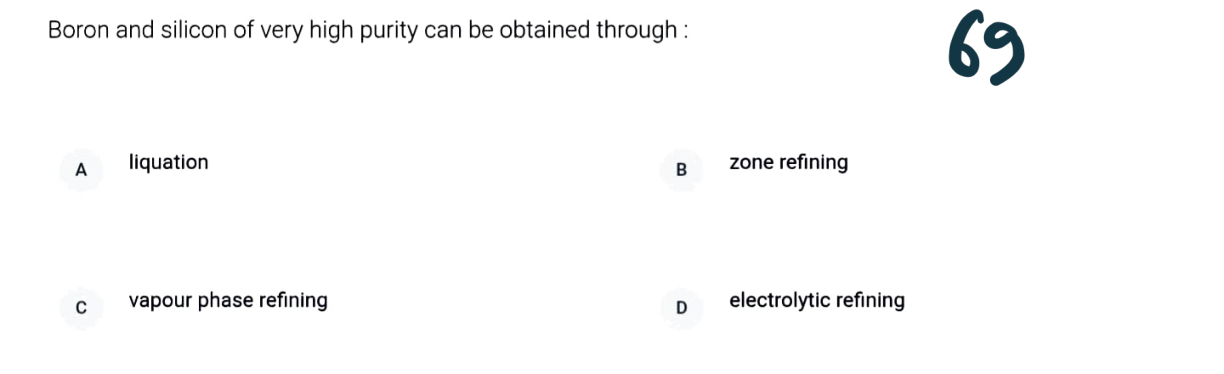 Boron and silicon of very high purity can be obtained through :
69
A liquation
B zone refining
C vapour phase refining
D electrolytic refining